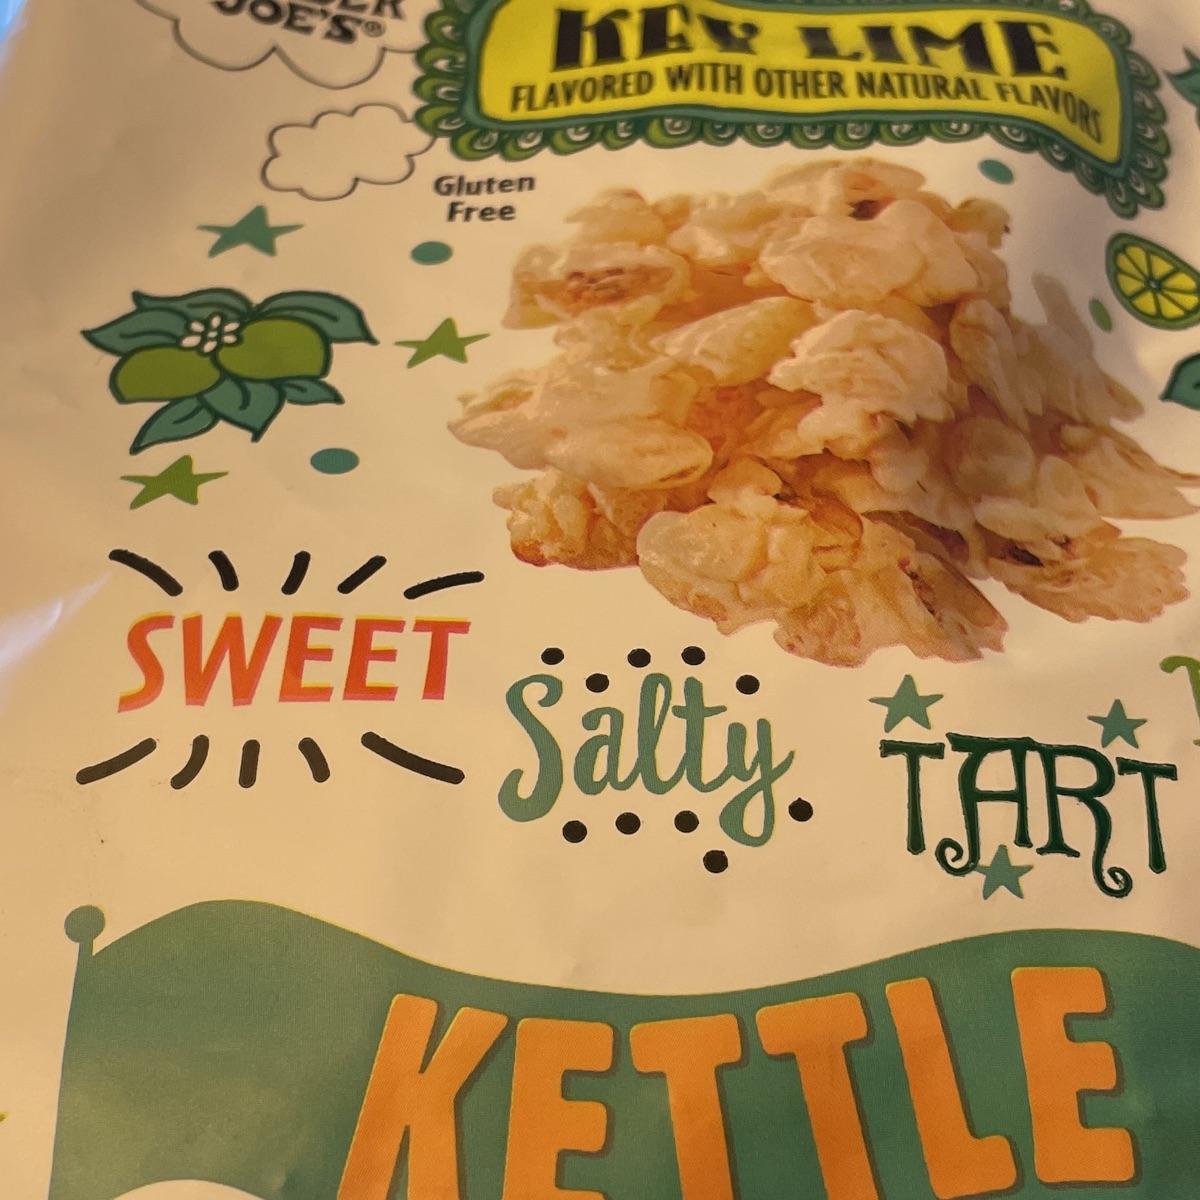 JOE'S®
KEY LIME
FLAVORED WITH OTHER NATURAL FLAVORS
Gluten
Free
SWEET
Salty
TART
KETTLE